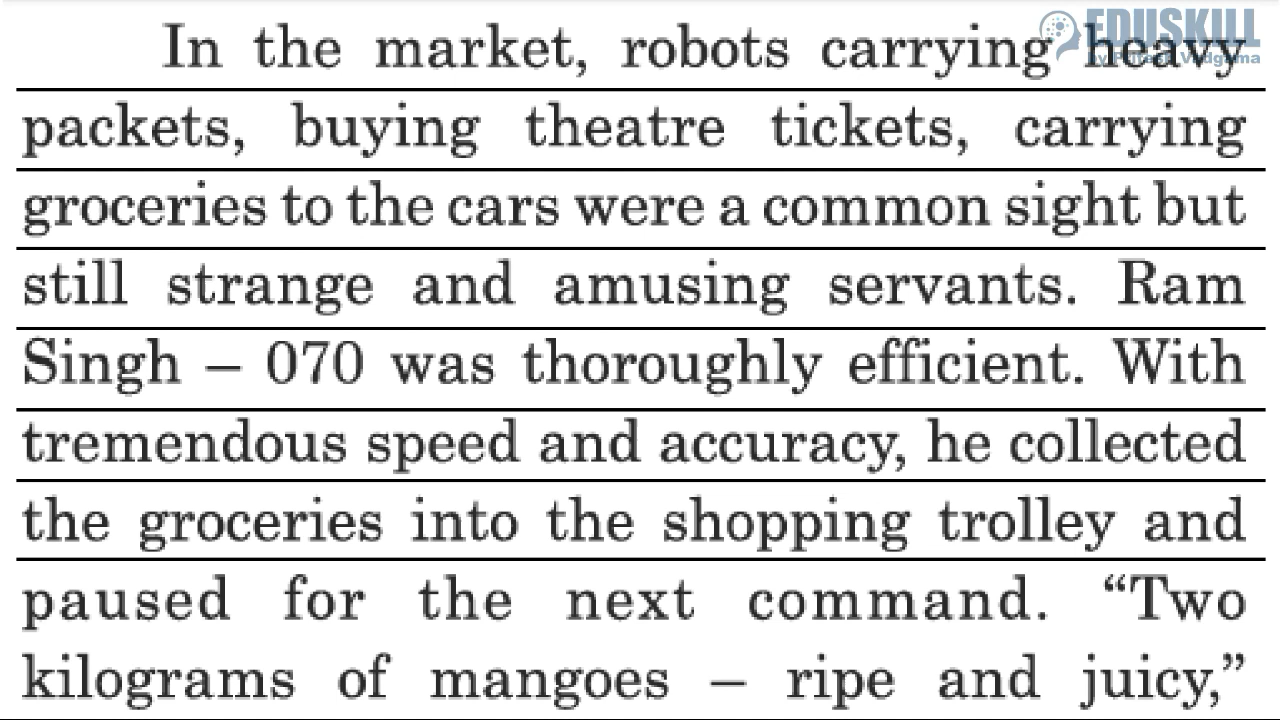 EDUSKILL
by Pritesh Vadgama
In the market, robots carrying heavy
packets, buying theatre tickets, carrying
groceries to the cars were a common sight but
still strange and amusing servants. Ram
Singh – 070 was thoroughly efficient. With
tremendous speed and accuracy, he collected
the groceries into the shopping trolley and
paused for the next command. “Two
kilograms of mangoes – ripe and juicy,”